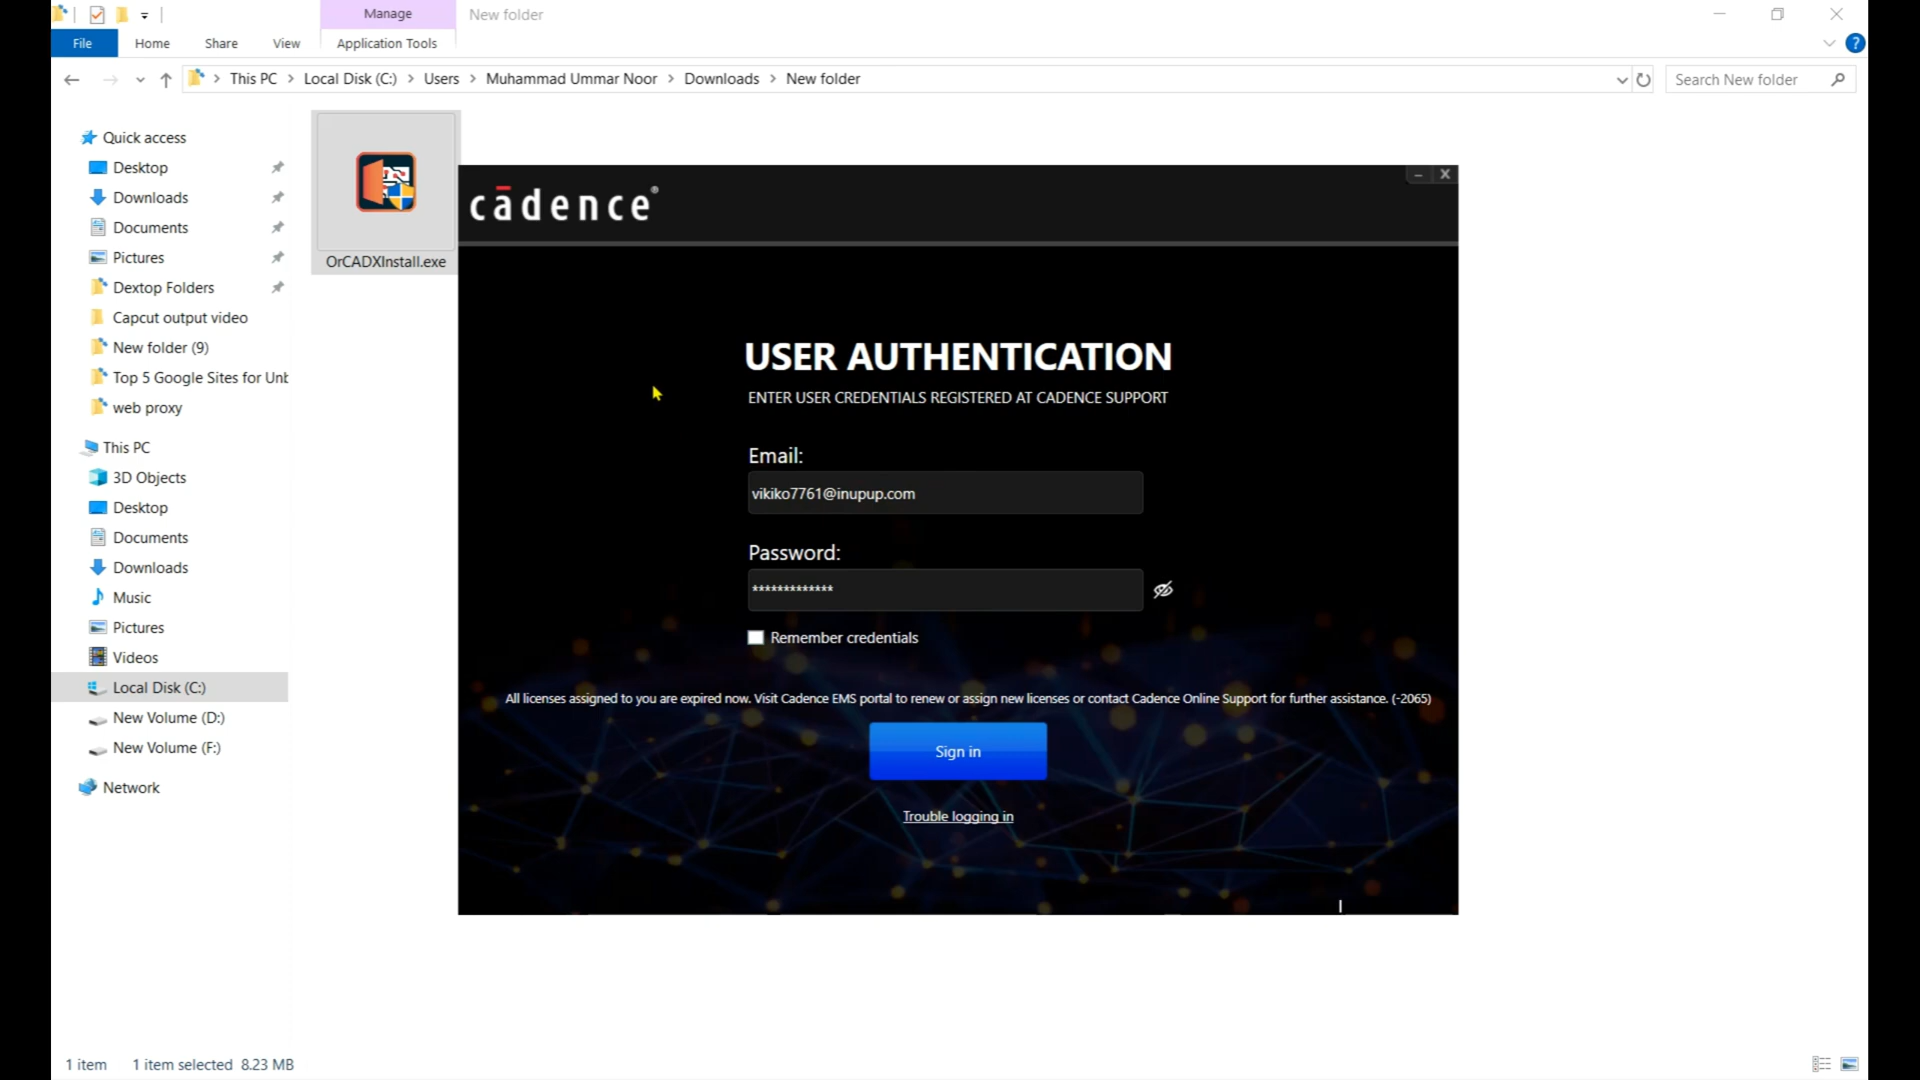 Manage
New folder
File
Home
Share
View
Application Tools
?
This PC > Local Disk (C:) > Users > Muhammad Ummar Noor > Downloads > New folder
Search New folder
Quick access
Desktop
Downloads
Documents
Pictures
Dextop Folders
Capcut output video
New folder (9)
Top 5 Google Sites for Unb
web proxy
This PC
3D Objects
Desktop
Documents
Downloads
Music
Pictures
Videos
Local Disk (C:)
New Volume (D:)
New Volume (F:)
Network
OrCADXInstall.exe
cādence®
USER AUTHENTICATION
ENTER USER CREDENTIALS REGISTERED AT CADENCE SUPPORT
Email:
vikiko7761@inupup.com
Password:
*************
Remember credentials
All licenses assigned to you are expired now. Visit Cadence EMS portal to renew or assign new licenses or contact Cadence Online Support for further assistance. (-2065)
Sign in
Trouble logging in
1 item
1 item selected 8.23 MB